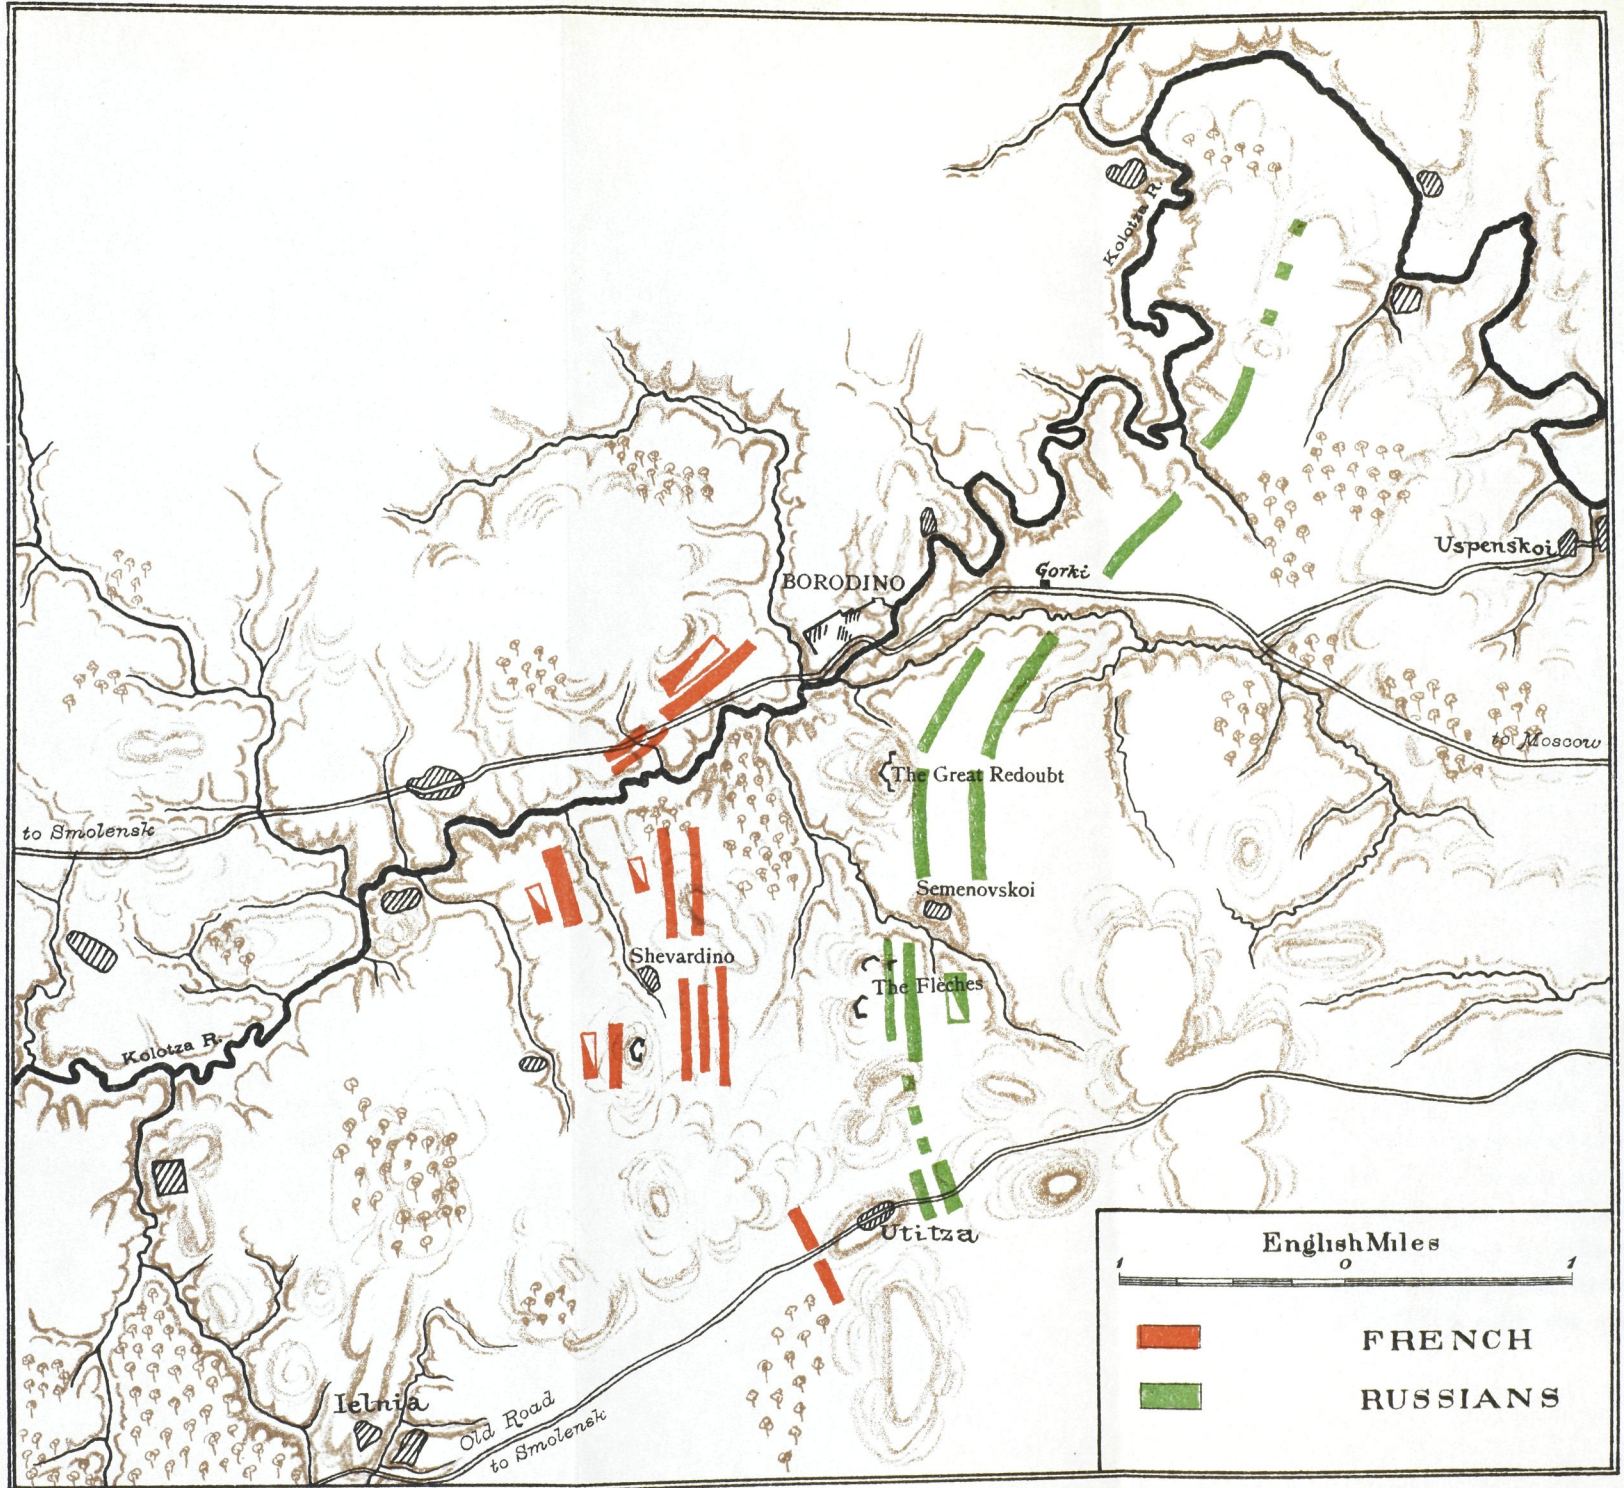 Kolotza R.
Uspenskoi
Gorki
BORODINO
to Moscow
The Great Redoubt
to Smolensk
Semenovskoi
Shevardino
The Flèches
Kolotza R.
Utitza
English Miles
1 0 1
FRENCH
RUSSIANS
Ielnia
Old Road
to Smolensk